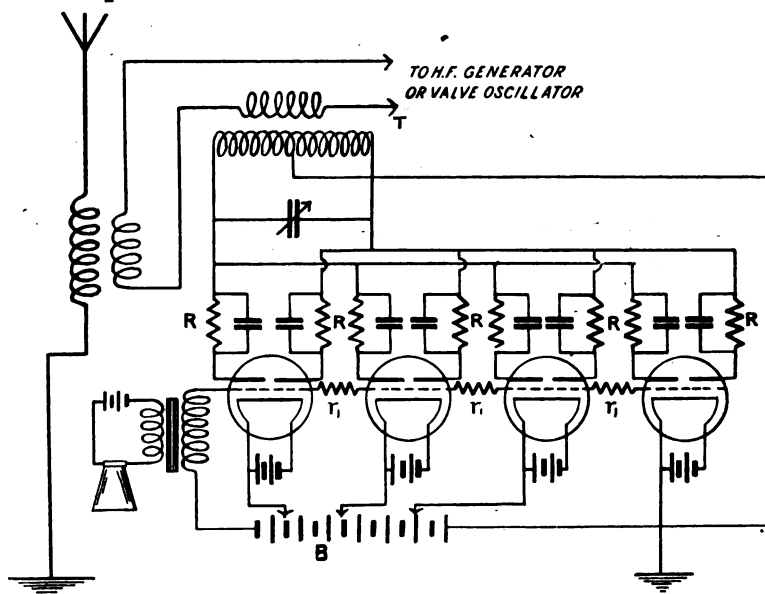 TO H.F. GENERATOR
OR VALVE OSCILLATOR
T
R
R
R
R
R
r₁
r₁
r₁
B